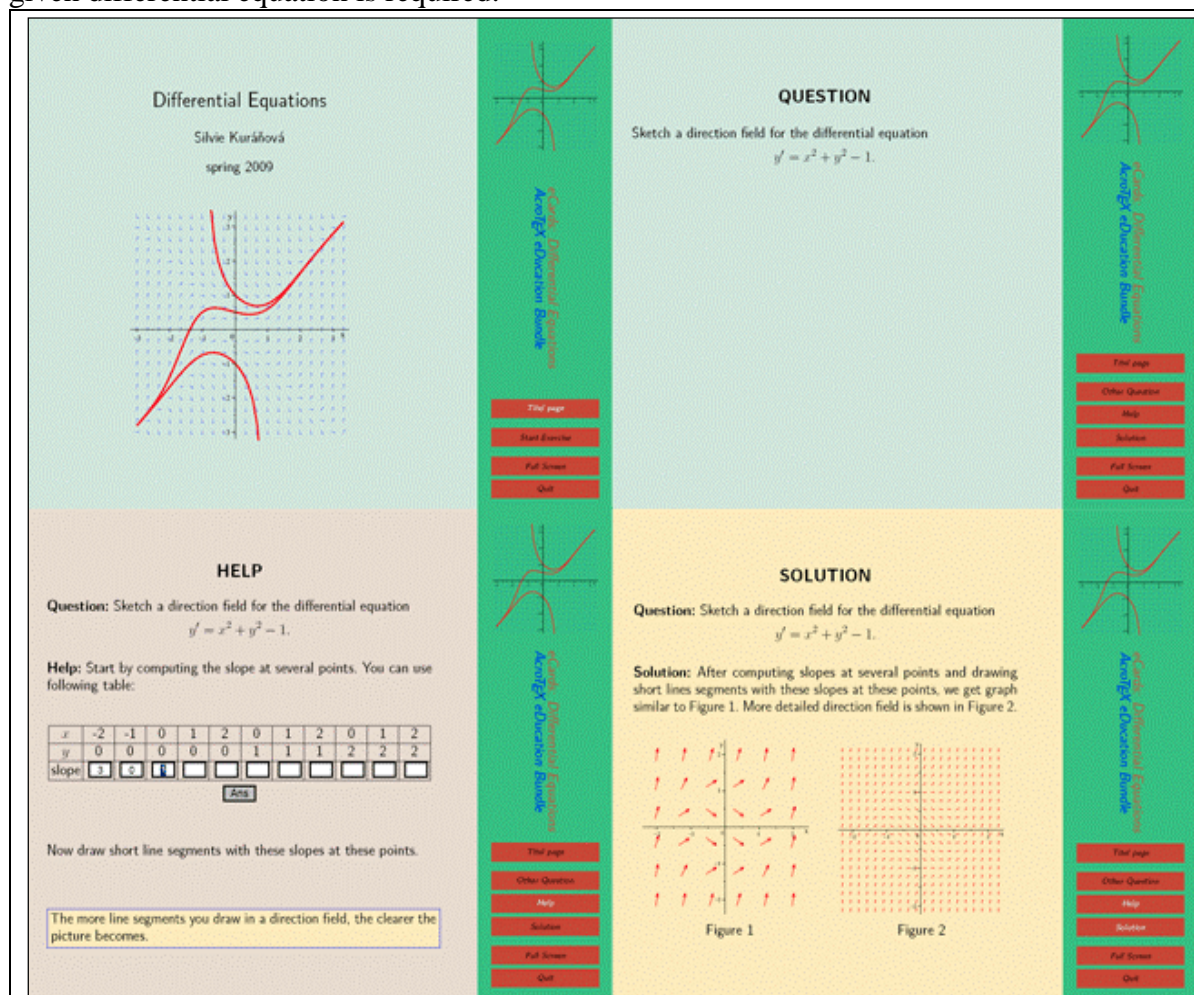 given differential equation is required.
Differential Equations
Silvie Kuráňová
spring 2009
eCards: Differential Equations
AcroTEX eDucation Bundle
Titel page
Start Exercise
Full Screen
Quit
QUESTION
Sketch a direction field for the differential equation
y′ = x² + y² − 1.
eCards: Differential Equations
AcroTEX eDucation Bundle
Titel page
Other Question
Help
Solution
Full Screen
Quit
HELP
Question: Sketch a direction field for the differential equation
y′ = x² + y² − 1.
Help: Start by computing the slope at several points. You can use
following table:
x -2 -1 0 1 2 0 1 2 0 1 2
y 0 0 0 0 0 1 1 1 2 2 2
slope 3 0
Ans
Now draw short line segments with these slopes at these points.
The more line segments you draw in a direction field, the clearer the
picture becomes.
eCards: Differential Equations
AcroTEX eDucation Bundle
Titel page
Other Question
Help
Solution
Full Screen
Quit
SOLUTION
Question: Sketch a direction field for the differential equation
y′ = x² + y² − 1.
Solution: After computing slopes at several points and drawing
short lines segments with these slopes at these points, we get graph
similar to Figure 1. More detailed direction field is shown in Figure 2.
Figure 1
Figure 2
eCards: Differential Equations
AcroTEX eDucation Bundle
Titel page
Other Question
Help
Solution
Full Screen
Quit